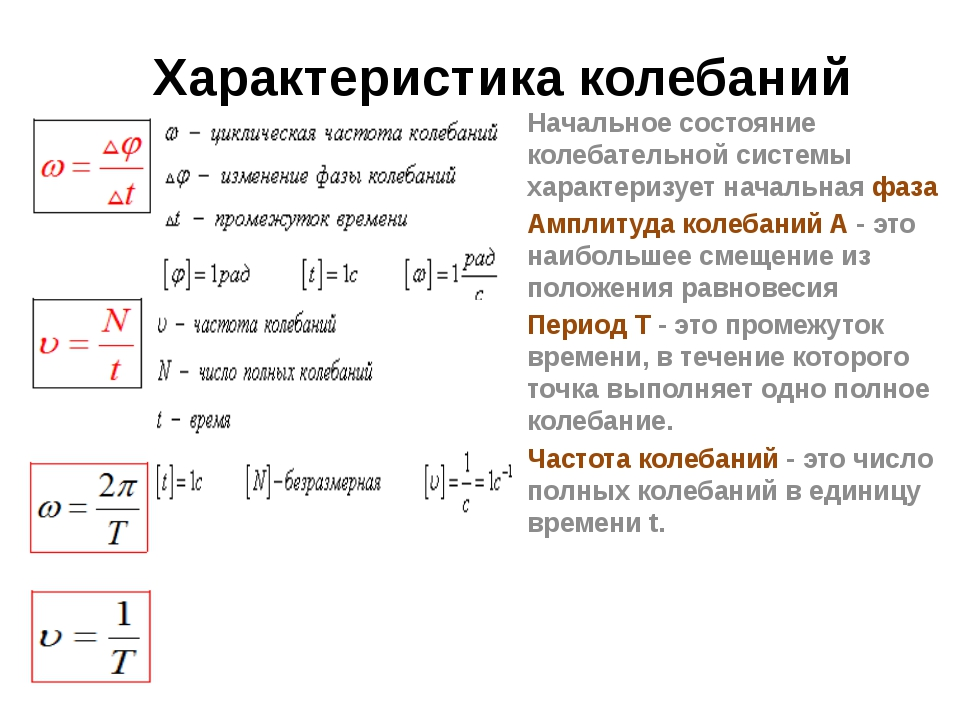 Характеристика колебаний
ω = Δφ / Δt
ω – циклическая частота колебаний
Δφ – изменение фазы колебаний
Δt – промежуток времени
[φ]=1рад [t]=1с [ω]=1 рад/с
υ = N / t
υ – частота колебаний
N – число полных колебаний
t – время
[t]=1с [N]–безразмерная [υ]=1/с=1с⁻¹
ω = 2π / T
υ = 1 / T
Начальное состояние
колебательной системы
характеризует начальная фаза
Амплитуда колебаний А - это
наибольшее смещение из
положения равновесия
Период Т - это промежуток
времени, в течение которого
точка выполняет одно полное
колебание.
Частота колебаний - это число
полных колебаний в единицу
времени t.